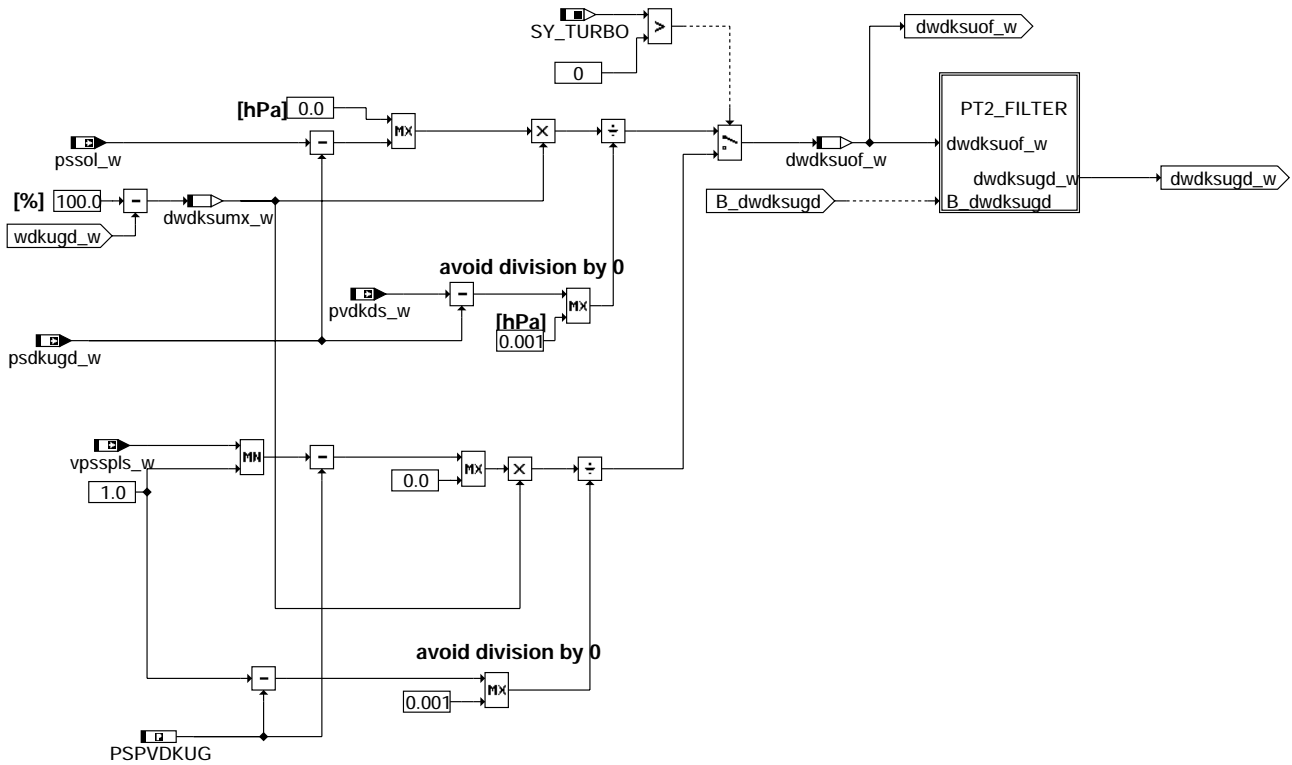 SY_TURBO
>
0
dwdksuof_w
[hPa] 0.0
MX
PT2_FILTER
pssol_w
-
×
÷
dwdksuof_w
dwdksuof_w
[%] 100.0
-
dwdksumx_w
dwdksugd_w
dwdksugd_w
B_dwdksugd
B_dwdksugd
wdkugd_w
avoid division by 0
pvdkds_w
-
MX
[hPa]
0.001
psdkugd_w
vpsspls_w
MN
-
MX
×
÷
1.0
0.0
avoid division by 0
-
MX
0.001
PSPVDKUG